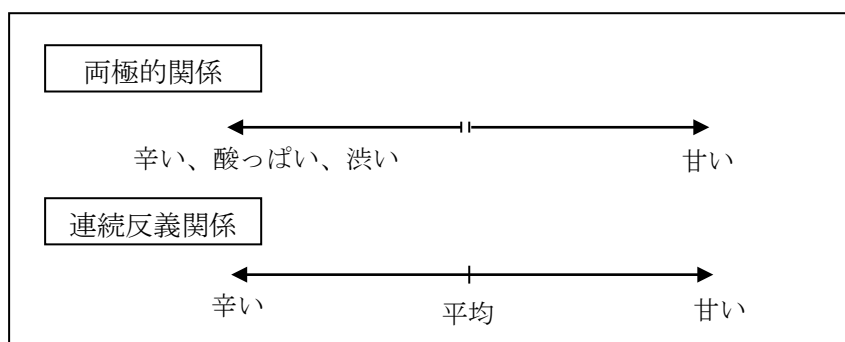 両極的関係
辛い、酸っぱい、渋い
甘い
連続反義関係
辛い
平均
甘い